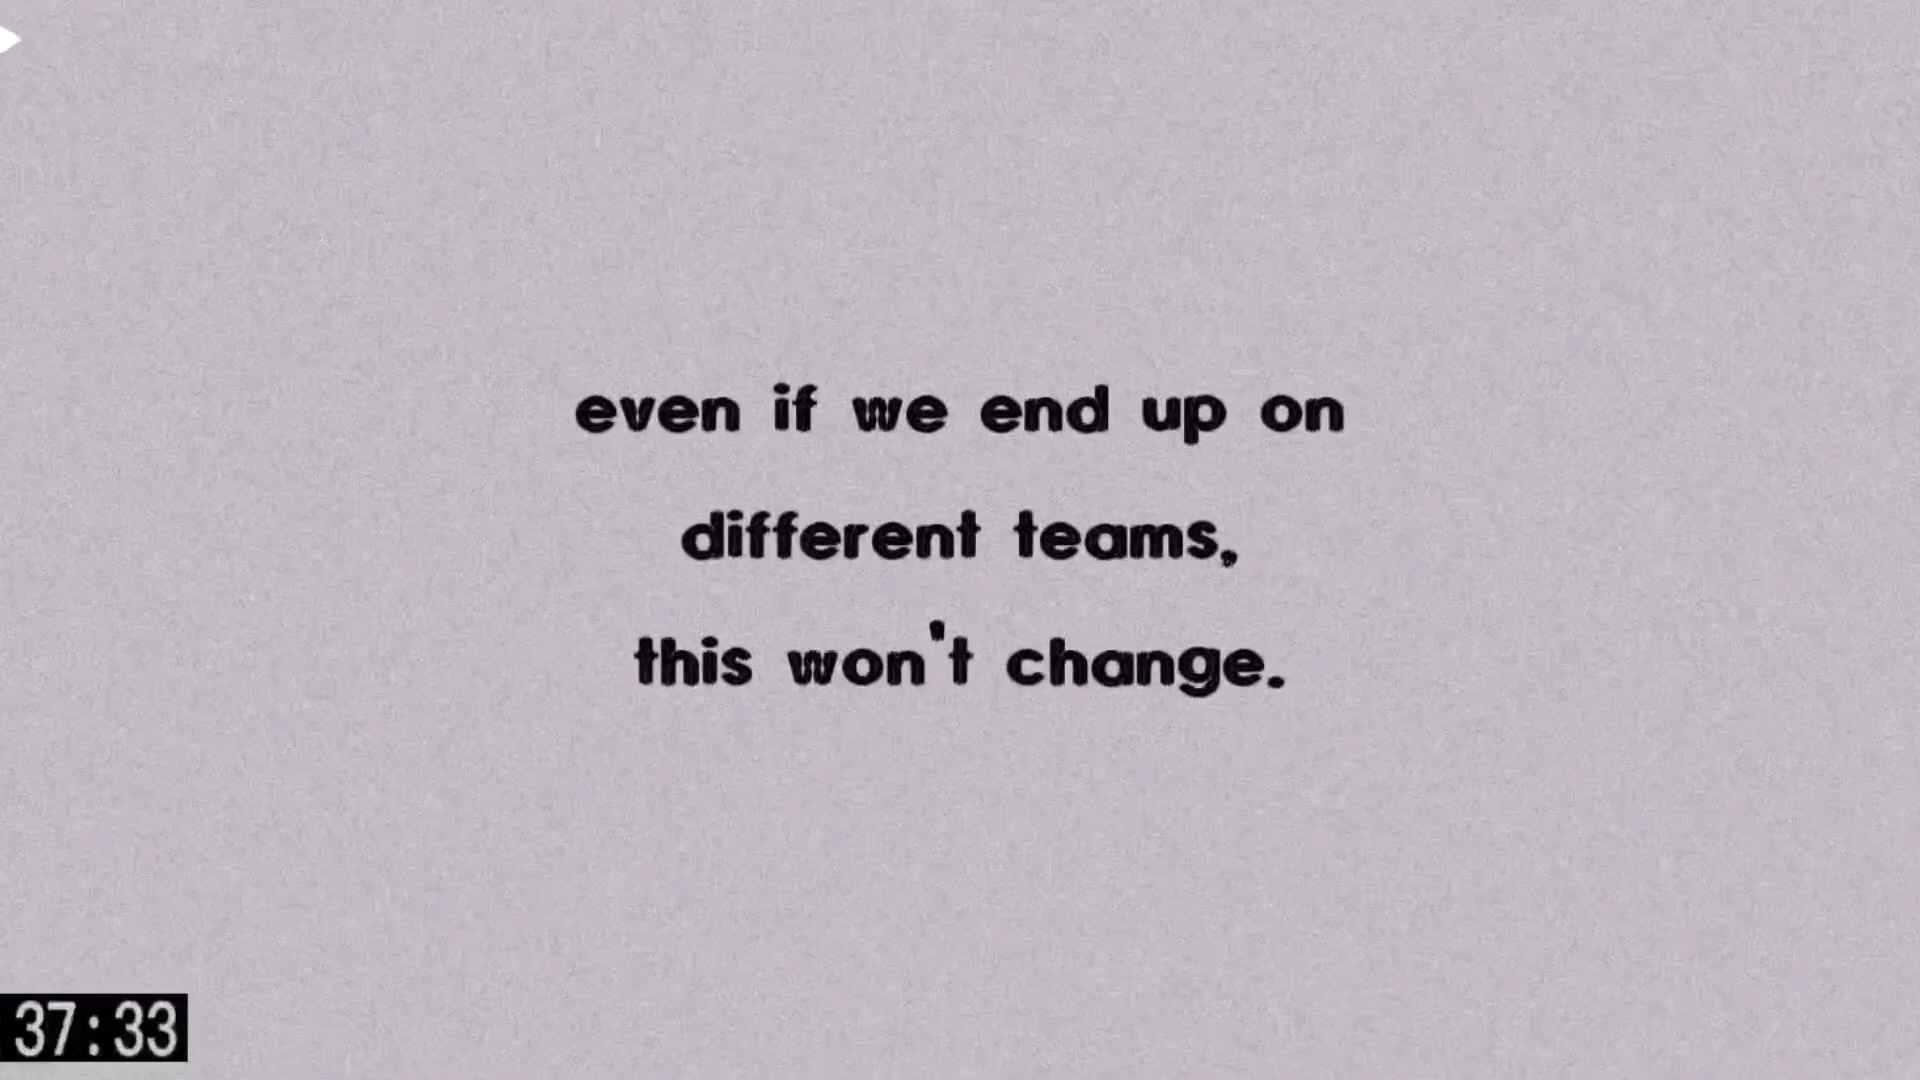 even if we end up on
different teams,
this won't change.
:37:33